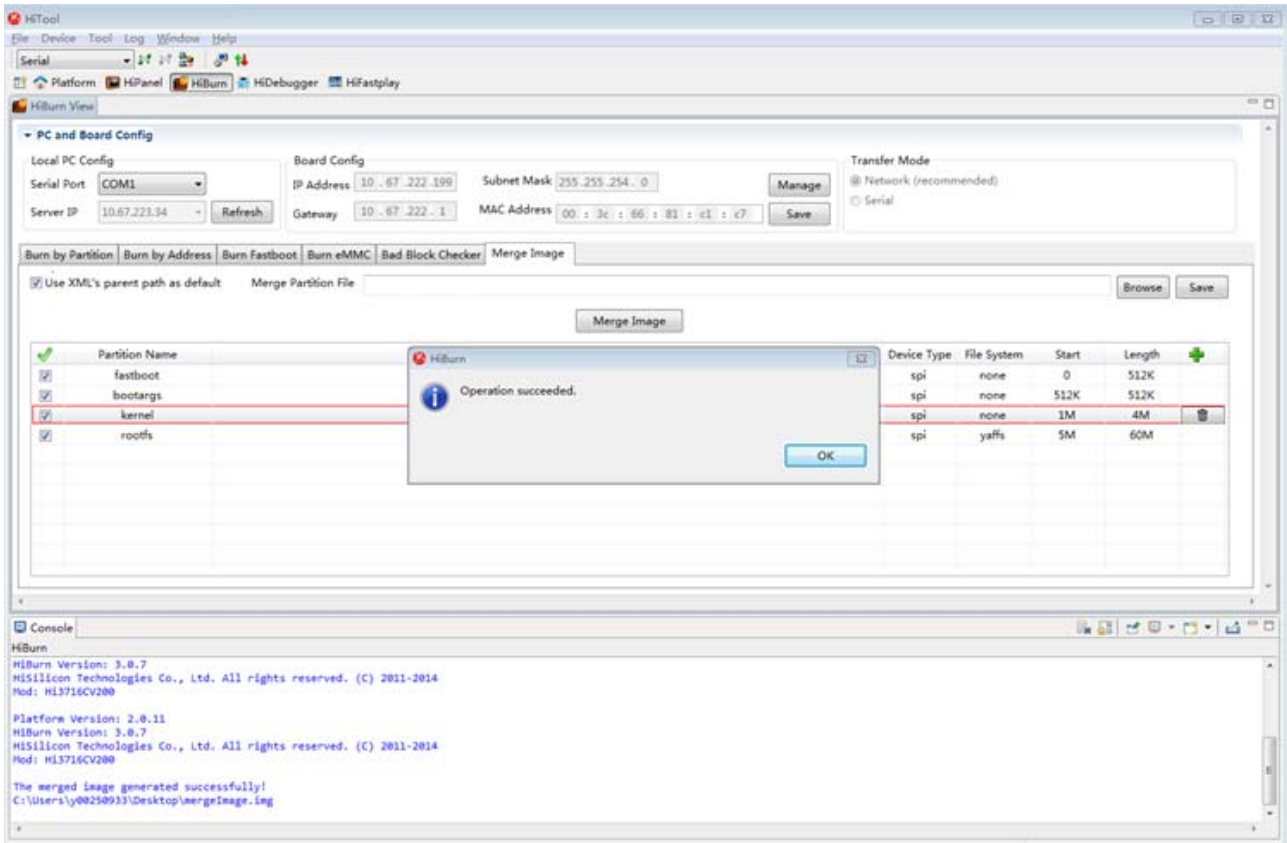 HiTool
File Device Tool Log Window Help
Serial
Platform HiPanel HiBurn HiDebugger HiFastplay
HiBurn View
PC and Board Config
Local PC Config Board Config Transfer Mode
Serial Port COM1 IP Address 10 . 67 .222 .199 Subnet Mask 255 .255 .254 . 0 Manage Network (recommended)
Serial
Server IP 10.67.223.34 Refresh Gateway 10 . 67 .222 . 1 MAC Address 00 : 3c : 66 : 81 : c1 : c7 Save
Burn by Partition Burn by Address Burn Fastboot Burn eMMC Bad Block Checker Merge Image
Use XML's parent path as default Merge Partition File Browse Save
Merge Image
Partition Name Device Type File System Start Length
fastboot spi none 0 512K
bootargs spi none 512K 512K
kernel spi none 1M 4M
rootfs spi yaffs 5M 60M
HiBurn
Operation succeeded.
OK
Console
HiBurn
HiBurn Version: 3.0.7
HiSilicon Technologies Co., Ltd. All rights reserved. (C) 2011-2014
Mod: Hi3716CV200
Platform Version: 2.0.11
HiBurn Version: 3.0.7
HiSilicon Technologies Co., Ltd. All rights reserved. (C) 2011-2014
Mod: Hi3716CV200
The merged image generated successfully!
C:\Users\y00250933\Desktop\mergeImage.img